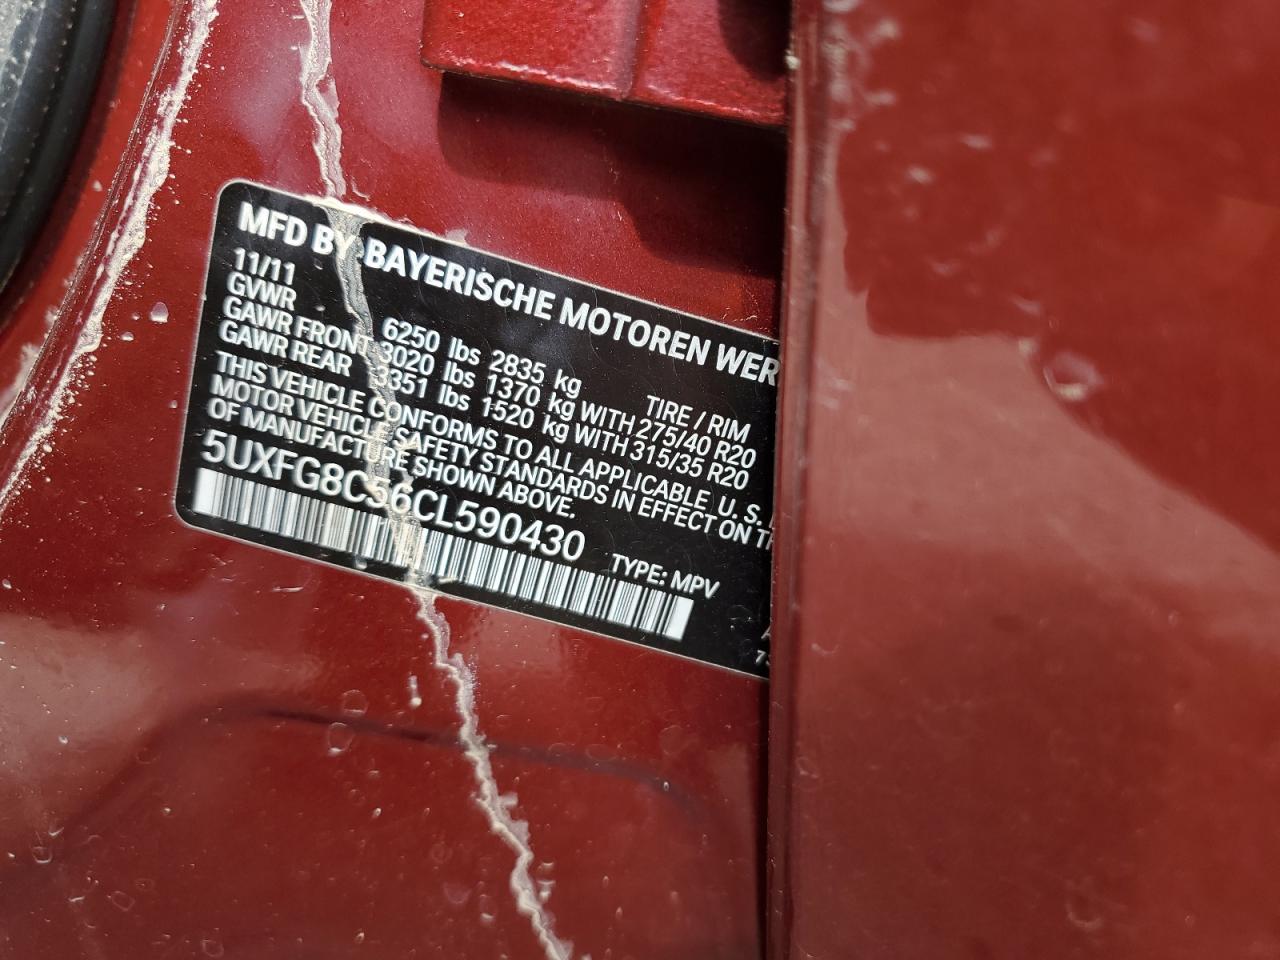 MFD BY BAYERISCHE MOTOREN WER
11/11
GVWR 6250 lbs 2835 kg TIRE / RIM
GAWR FRONT 3020 lbs 1370 kg WITH 275/40 R20
GAWR REAR 3351 lbs 1520 kg WITH 315/35 R20
THIS VEHICLE CONFORMS TO ALL APPLICABLE U. S.
MOTOR VEHICLE SAFETY STANDARDS IN EFFECT ON TH
OF MANUFACTURE SHOWN ABOVE.
5UXFG8C56CL590430
TYPE: MPV